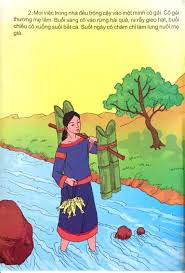 2. Mọi việc trong nhà đều trông cậy vào một mình cô gái. Cô gái
thương mẹ lắm. Buổi sáng cô vào rừng hái quả, ra rẫy gieo hạt, buổi
chiều cô xuống suối bắt cá. Suốt ngày cô chăm chỉ làm lụng nuôi mẹ
già.